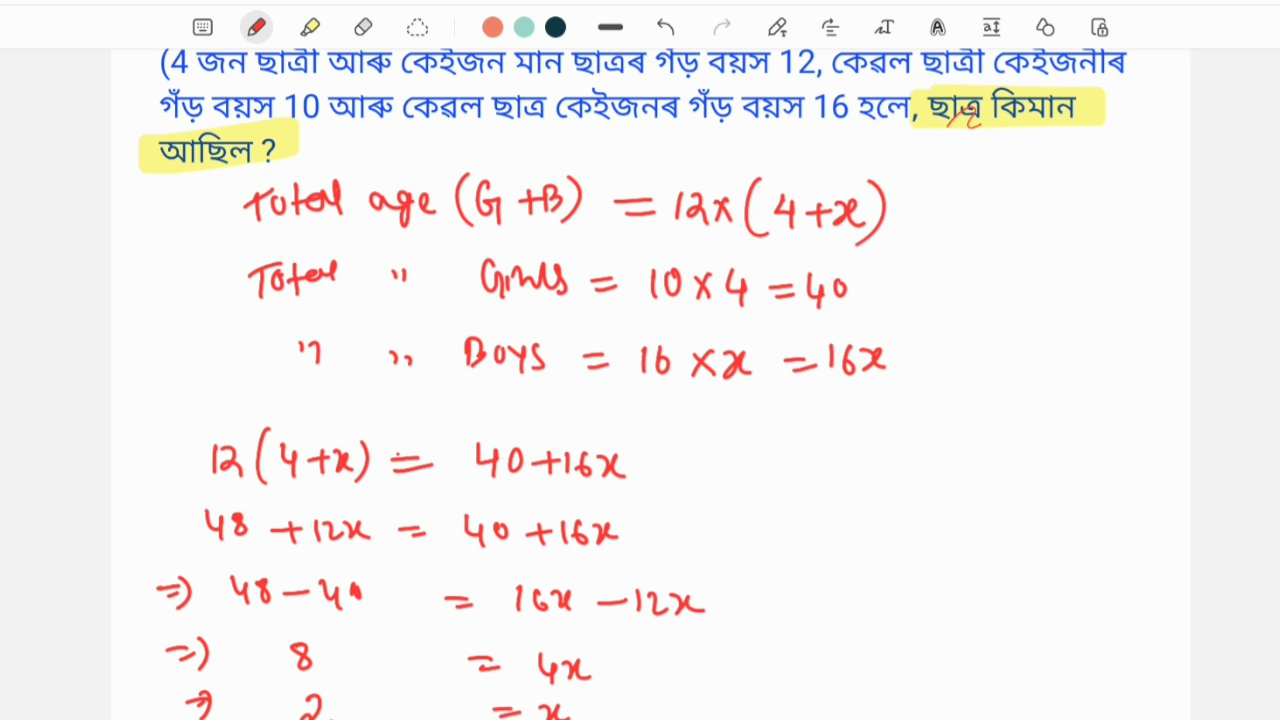 (4 জন ছাত্ৰী আৰু কেইজন মান ছাত্ৰৰ গঁড় বয়স 12, কেৱল ছাত্ৰী কেইজনীৰ
গঁড় বয়স 10 আৰু কেৱল ছাত্ৰ কেইজনৰ গঁড় বয়স 16 হলে, ছাত্ৰ কিমান
আছিল ?
Total age (G+B) = 12×(4+x)
Total " Girls = 10×4 = 40
" " Boys = 16×x = 16x
12(4+x) = 40+16x
48+12x = 40+16x
=> 48-40 = 16x-12x
=> 8 = 4x
=> 2 = x